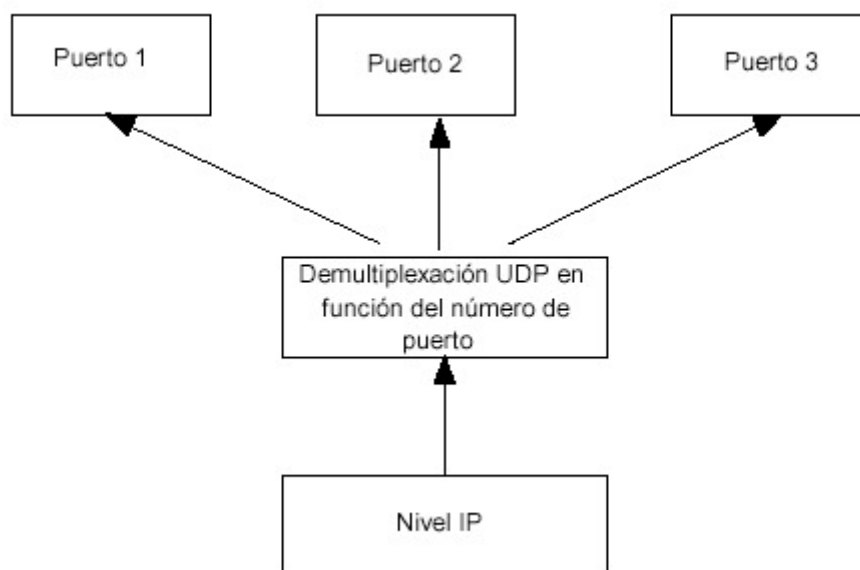 Puerto 1
Puerto 2
Puerto 3
Demultiplexación UDP en
función del número de
puerto
Nivel IP